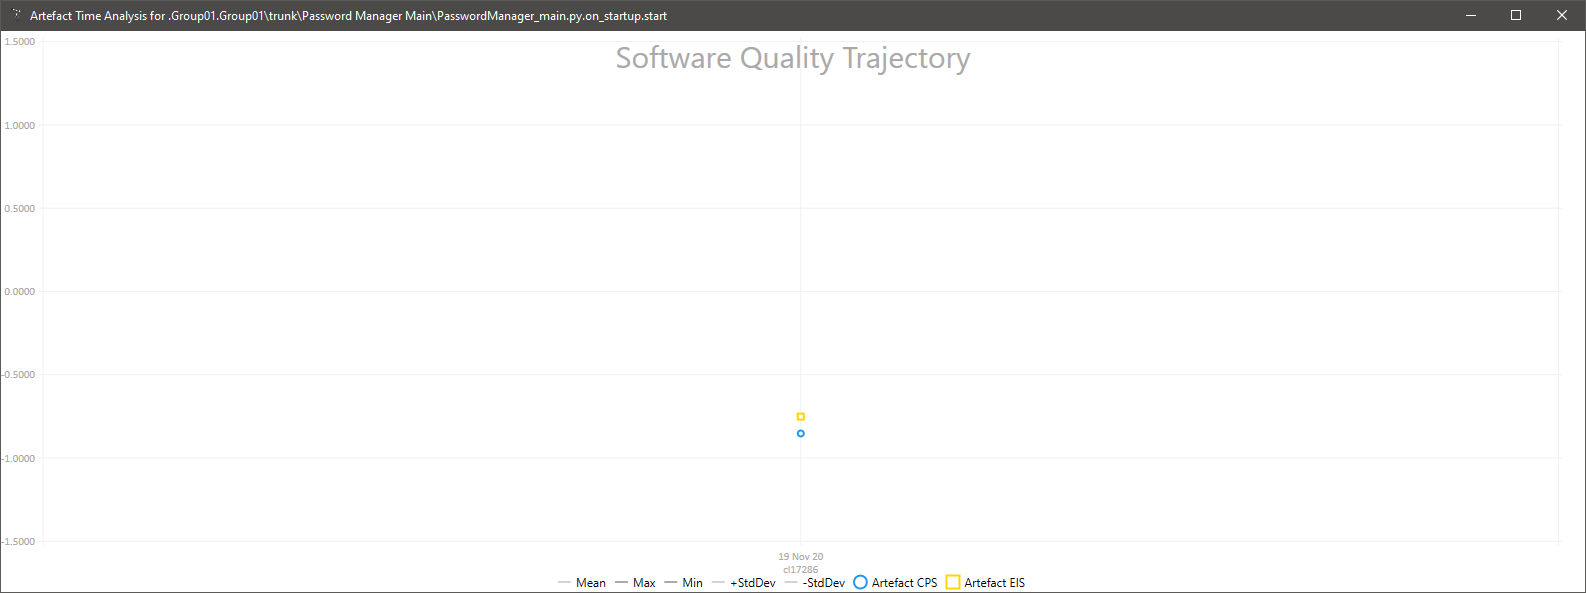 Artefact Time Analysis for .Group01.Group01\trunk\Password Manager Main\PasswordManager_main.py.on_startup.start
Software Quality Trajectory
1.5000
1.0000
0.5000
0.0000
-0.5000
-1.0000
-1.5000
19 Nov 20
cl17286
Mean Max Min +StdDev -StdDev Artefact CPS Artefact EIS